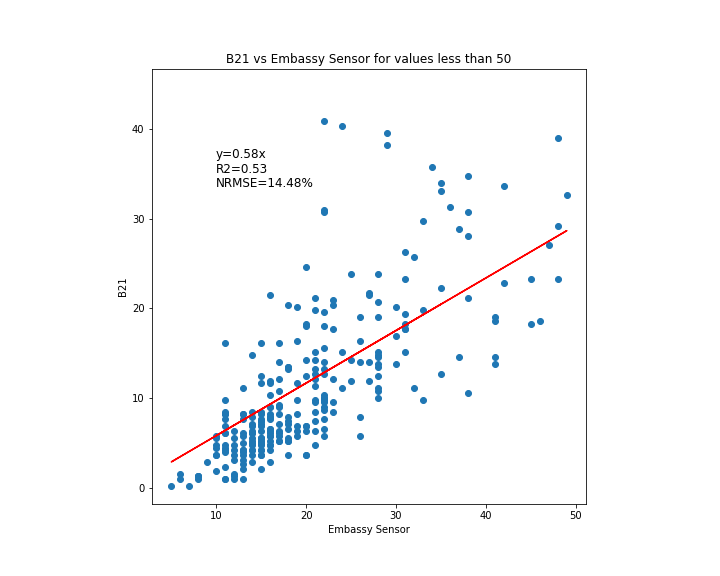 B21 vs Embassy Sensor for values less than 50
y=0.58x
R2=0.53
NRMSE=14.48%
40
30
20
10
0
B21
10 20 30 40 50
Embassy Sensor